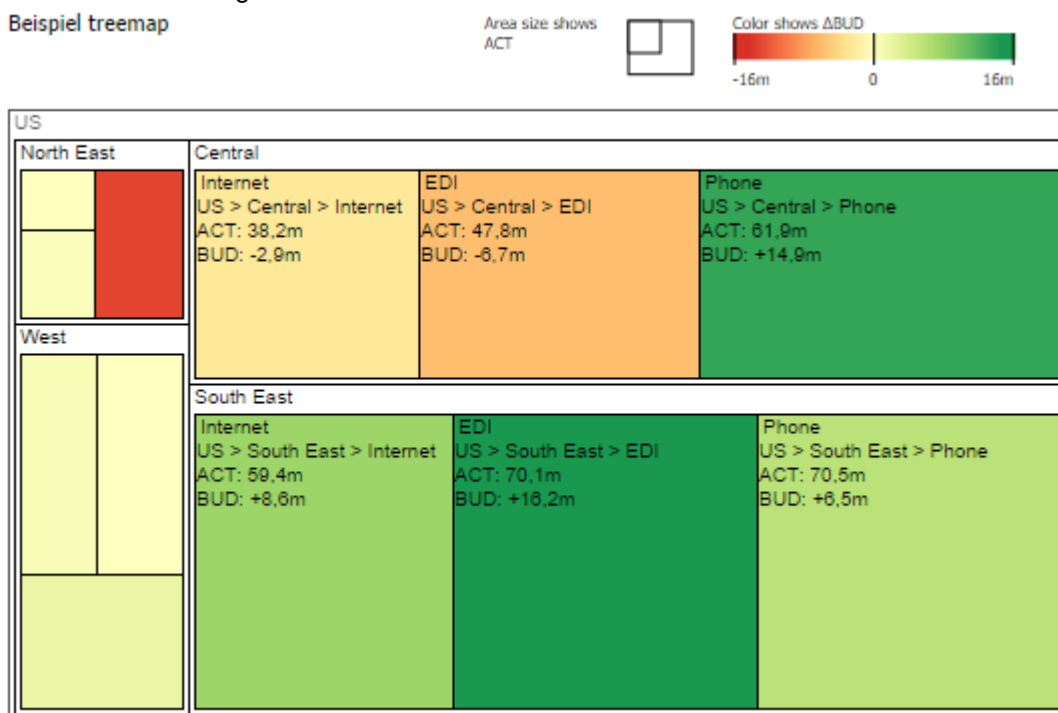 Beispiel treemap
Area size shows
ACT
Color shows ΔBUD
-16m
0
16m
US
North East
Central
Internet
US > Central > Internet
ACT: 38,2m
BUD: -2,9m
EDI
US > Central > EDI
ACT: 47,8m
BUD: -6,7m
Phone
US > Central > Phone
ACT: 61,9m
BUD: +14,9m
West
South East
Internet
US > South East > Internet
ACT: 59,4m
BUD: +8,6m
EDI
US > South East > EDI
ACT: 70,1m
BUD: +16,2m
Phone
US > South East > Phone
ACT: 70,5m
BUD: +6,5m